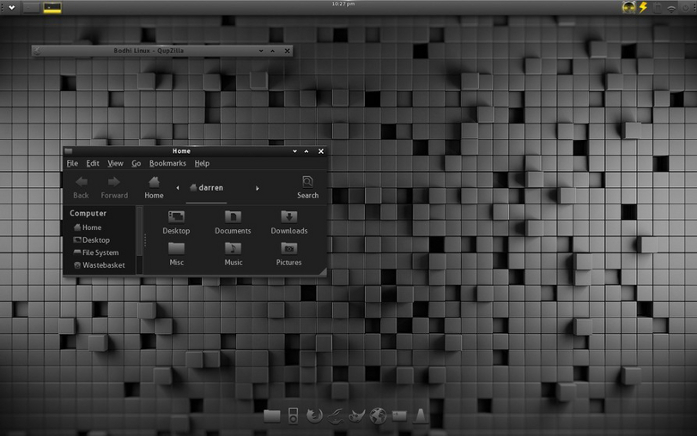 10:27 pm
Bodhi Linux - QupZilla
Home
File Edit View Go Bookmarks Help
Back Forward Home darren Search
Computer
Home
Desktop
File System
Wastebasket
Desktop Documents Downloads
Misc Music Pictures